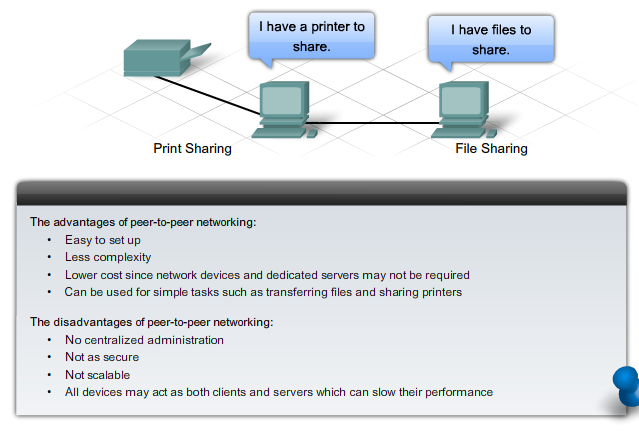 I have a printer to
share.
I have files to
share.
Print Sharing
File Sharing
The advantages of peer-to-peer networking:
• Easy to set up
• Less complexity
• Lower cost since network devices and dedicated servers may not be required
• Can be used for simple tasks such as transferring files and sharing printers
The disadvantages of peer-to-peer networking:
• No centralized administration
• Not as secure
• Not scalable
• All devices may act as both clients and servers which can slow their performance